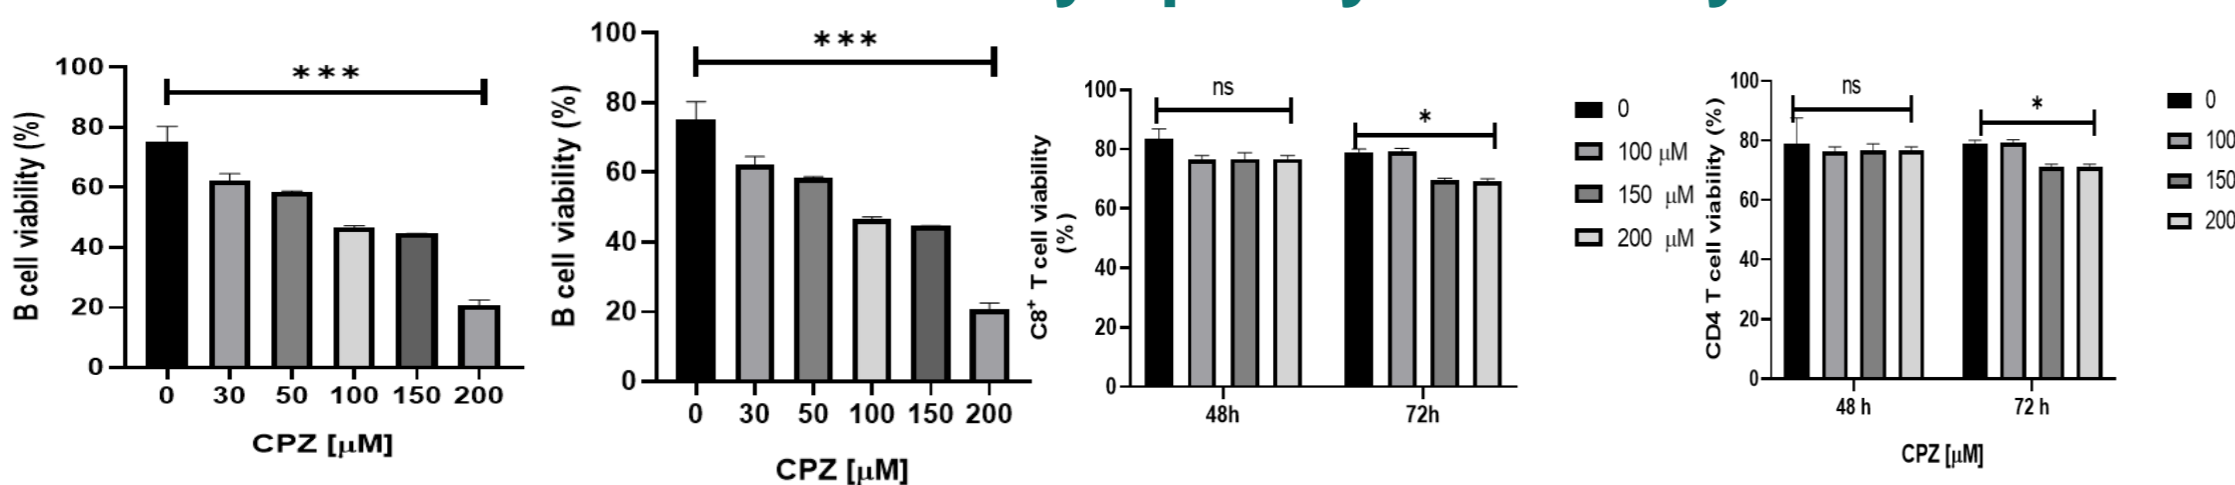 B cell viability (%)
100
80
60
40
20
0
***
0 30 50 100 150 200
CPZ [μM]
B cell viability (%)
100
80
60
40
20
0
***
0 30 50 100 150 200
CPZ [μM]
C8⁺ T cell viability
(%)
100
80
60
40
20
0
ns
*
48h 72h
0
100 μM
150 μM
200 μM
CD4 T cell viability (%)
100
80
60
40
20
0
ns
*
48 h 72 h
CPZ [μM]
0
100
150
200